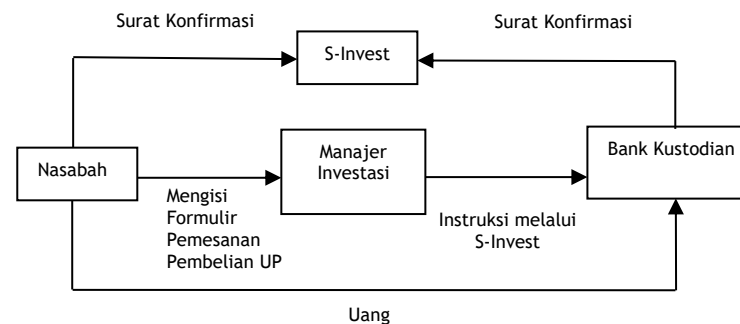 Surat Konfirmasi
Surat Konfirmasi
S-Invest
Nasabah
Manajer
Investasi
Bank Kustodian
Mengisi
Formulir
Pemesanan
Pembelian UP
Instruksi melalui
S-Invest
Uang